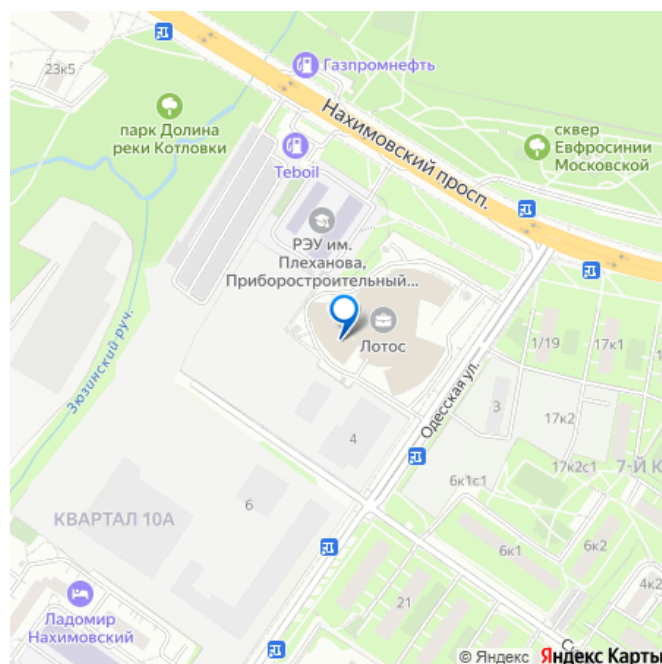 23к5
Газпромнефть
парк Долина
реки Котловки
Нахимовский просп.
сквер
Евфросинии
Московской
Teboil
РЭУ им.
Плеханова,
Приборостроительный...
Лотос
Зюзинский руч.
Одесская ул.
1/19
17к1
3
17к2
4
17к2с1
7-Й К
6к1с1
6
КВАРТАЛ 10А
6к1
6к2
4к2
21
Ладомир
Нахимовский
© Яндекс Яндекс Карты